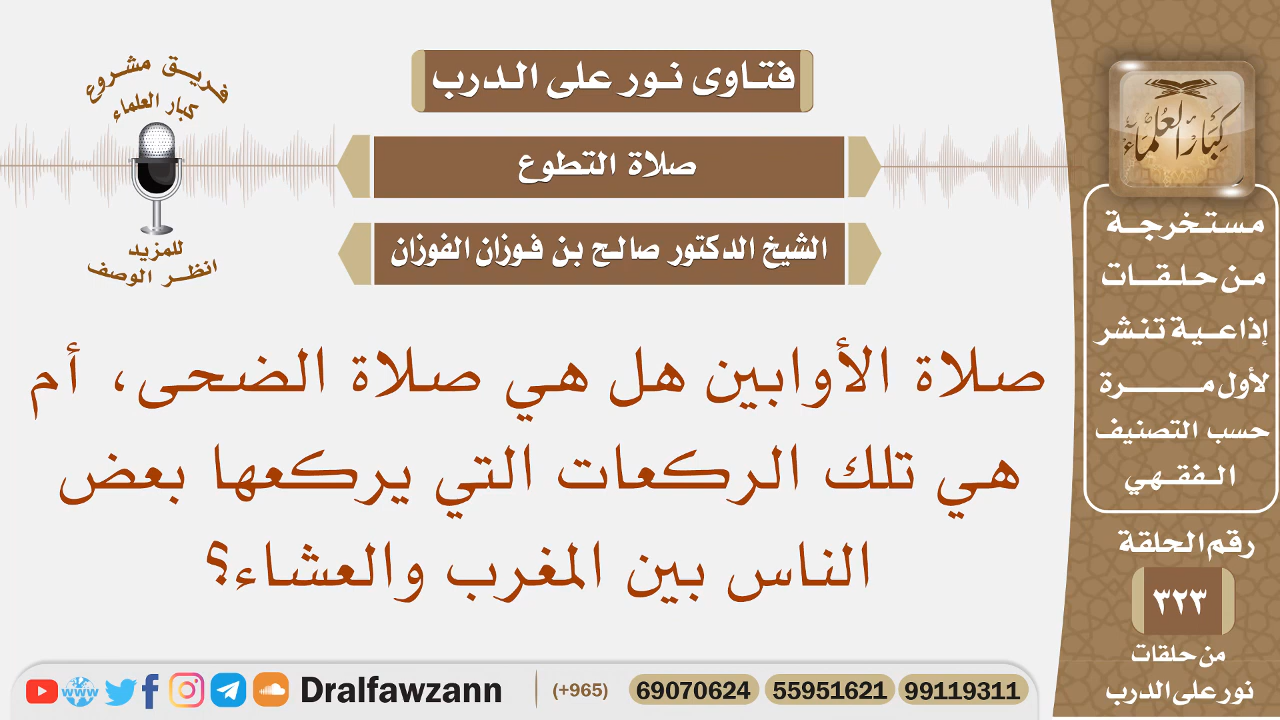 فتاوى نور على الدرب
صلاة التطوع
الشيخ الدكتور صالح بن فوزان الفوزان
فريق مشروع
كبار العلماء
للمزيد
انظر الوصف
صلاة الأوابين هل هي صلاة الضحى، أم
هي تلك الركعات التي يركعها بعض
الناس بين المغرب والعشاء؟
كبار العلماء
مستخرجة
من حلقات
إذاعية تنشر
لأول مرة
حسب التصنيف
الفقهي
رقم الحلقة
٣٢٣
من حلقات
نور على الدرب
www Dralfawzann (+965) 69070624 55951621 99119311